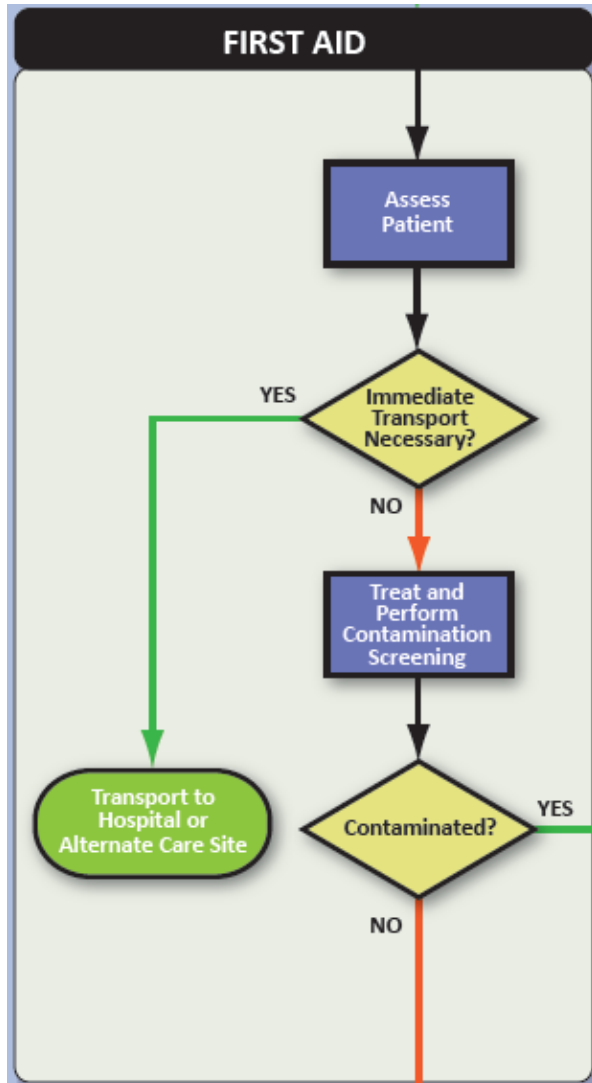 FIRST AID
Assess
Patient
Immediate
Transport
Necessary?
YES
NO
Treat and
Perform
Contamination
Screening
Transport to
Hospital or
Alternate Care Site
Contaminated?
YES
NO